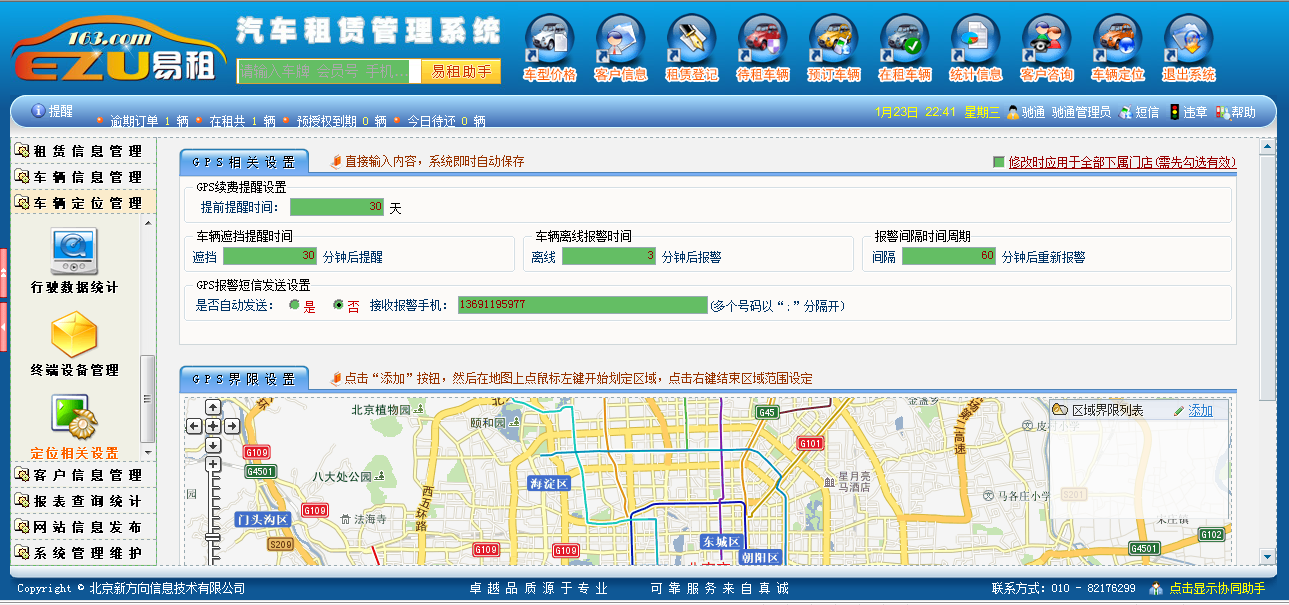 163.com
EZU易租
汽车租赁管理系统
请输入车牌 会员号 手机... 易租助手
车型价格 客户信息 租赁登记 待租车辆 预订车辆 在租车辆 统计信息 客户咨询 车辆定位 退出系统
提醒
逾期订单 1 辆 在租共 1 辆 预授权到期 0 辆 今日待还 0 辆
1月23日 22:41 星期三 驰通 驰通管理员 短信 违章 帮助
租赁信息管理
车辆信息管理
车辆定位管理
行驶数据统计
终端设备管理
定位相关设置
客户信息管理
报表查询统计
网站信息发布
系统管理维护
GPS相关设置 直接输入内容，系统即时自动保存 修改时应用于全部下属门店(需先勾选有效)
GPS续费提醒设置
提前提醒时间： 30 天
车辆遮挡提醒时间 车辆离线报警时间 报警间隔时间周期
遮挡 30 分钟后提醒 离线 3 分钟后报警 间隔 60 分钟后重新报警
GPS报警短信发送设置
是否自动发送： 是 否 接收报警手机： 13691195977 (多个号码以“;”分隔开)
GPS界限设置 点击“添加”按钮，然后在地图上点鼠标左键开始划定区域，点击右键结束区域范围设定
区域界限列表 添加
北京植物园
颐和园
G45
G101
第二高速
皮村小学
G109
G4501
八大处公园
海淀区
星月亮
马酒店
马各庄小学
S201
园
西五环路
G109
法海寺
门头沟区
S209
G109
G109
东城区
朝阳区
G4501
G102
Copyright © 北京新方向信息技术有限公司 卓越品质源于专业 可靠服务来自真诚 联系方式：010 - 82176299 点击显示协同助手